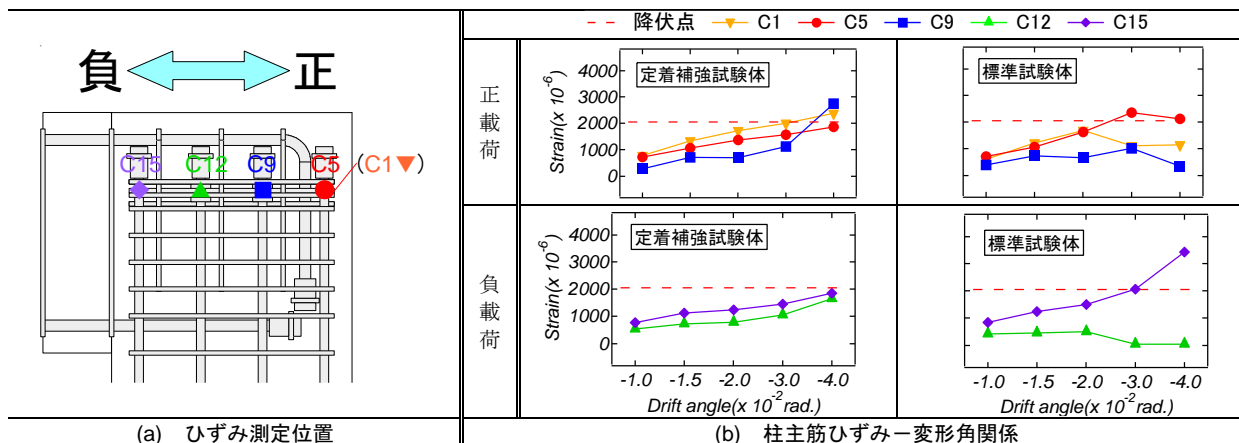 負 正
C15 C12 C9 C5 (C1▼)
(a) ひずみ測定位置
降伏点 C1 C5 C9 C12 C15
正載荷
定着補強試験体
Strain(x 10-6)
4000
3000
2000
1000
0
標準試験体
負載荷
定着補強試験体
Strain(x 10-6)
4000
3000
2000
1000
0
-1.0 -1.5 -2.0 -3.0 -4.0
Drift angle(x 10-2 rad.)
標準試験体
-1.0 -1.5 -2.0 -3.0 -4.0
Drift angle(x 10-2 rad.)
(b) 柱主筋ひずみー変形角関係